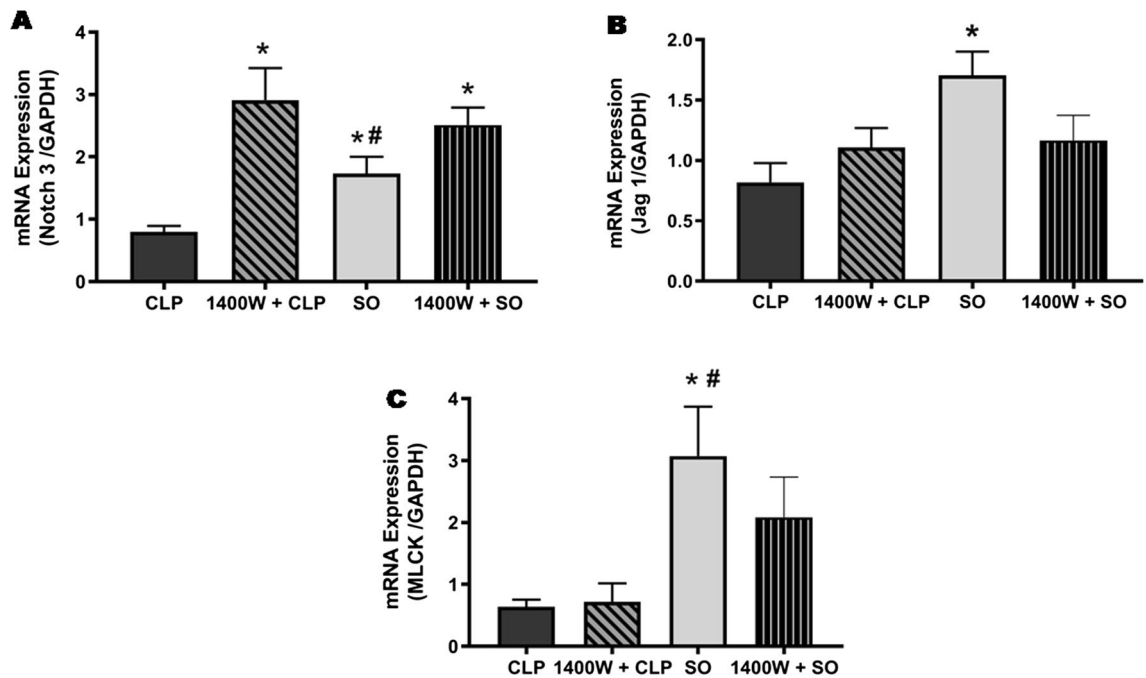 A
mRNA Expression
(Notch 3 /GAPDH)
4
3
2
1
0
*
* #
*
CLP 1400W + CLP SO 1400W + SO
B
mRNA Expression
(Jag 1/GAPDH)
2.0
1.5
1.0
0.5
0.0
*
CLP 1400W + CLP SO 1400W + SO
C
mRNA Expression
(MLCK /GAPDH)
4
3
2
1
0
* #
CLP 1400W + CLP SO 1400W + SO